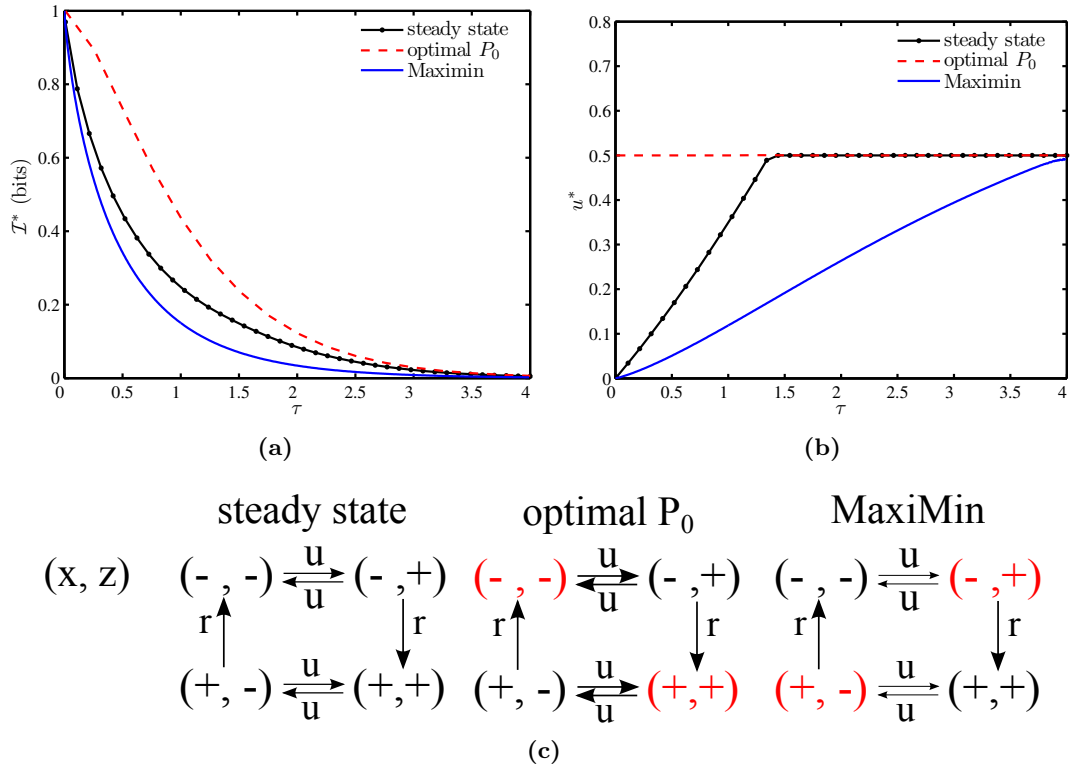 1
0.8
0.6
0.4
0.2
0
0 0.5 1 1.5 2 2.5 3 3.5 4
τ
𝓘* (bits)
steady state
optimal P₀
Maximin
(a)
0.8
0.7
0.6
0.5
0.4
0.3
0.2
0.1
0
0 0.5 1 1.5 2 2.5 3 3.5 4
τ
u*
steady state
optimal P₀
Maximin
(b)
steady state optimal P₀ MaxiMin
u u u
(x, z) (- , -) (- ,+) (- , -) (- ,+) (- , -) (- ,+)
u u u
r r r r r r
u u u
(+, -) (+,+) (+, -) (+,+) (+, -) (+,+)
u u u
(c)